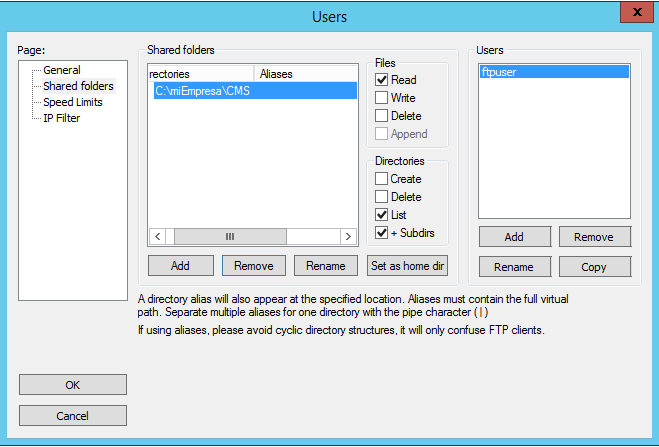 Users
x
Page:
General
Shared folders
Speed Limits
IP Filter
OK
Cancel
Shared folders
rectories Aliases
C:\miEmpresa\CMS
Add Remove Rename Set as home dir
Files
Read
Write
Delete
Append
Directories
Create
Delete
List
+ Subdirs
Users
ftpuser
Add Remove
Rename Copy
A directory alias will also appear at the specified location. Aliases must contain the full virtual
path. Separate multiple aliases for one directory with the pipe character ( | )
If using aliases, please avoid cyclic directory structures, it will only confuse FTP clients.